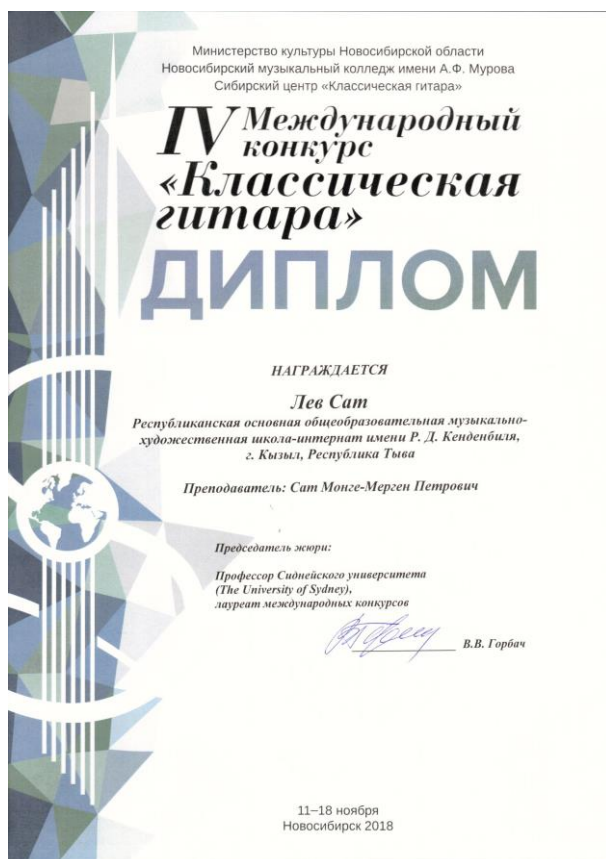 Министерство культуры Новосибирской области
Новосибирский музыкальный колледж имени А.Ф. Мурова
Сибирский центр «Классическая гитара»
IV Международный
конкурс
«Классическая
гитара»
ДИПЛОМ
НАГРАЖДАЕТСЯ
Лев Сат
Республиканская основная общеобразовательная музыкально-
художественная школа-интернат имени Р. Д. Кенденбиля,
г. Кызыл, Республика Тыва
Преподаватель: Сат Монге-Мерген Петрович
Председатель жюри:
Профессор Сиднейского университета
(The University of Sydney),
лауреат международных конкурсов
В.В. Горбач
11–18 ноября
Новосибирск 2018